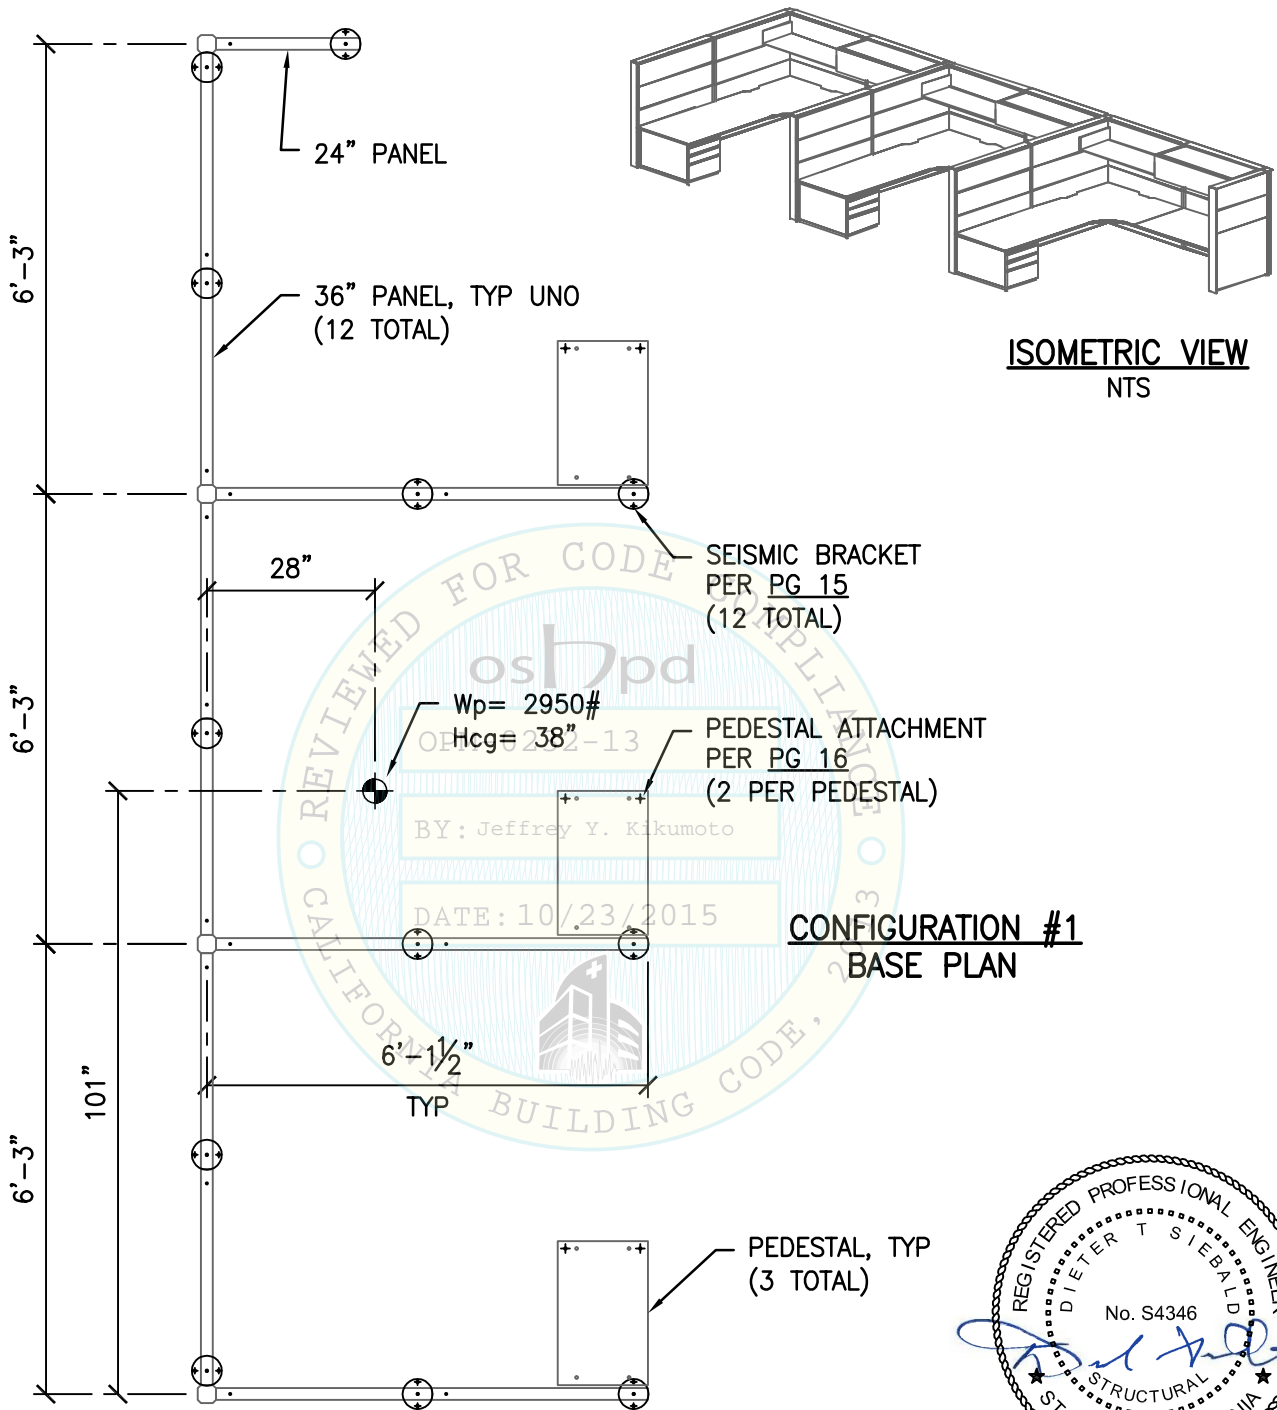 24” PANEL
6’-3”
36” PANEL, TYP UNO
(12 TOTAL)
ISOMETRIC VIEW
NTS
28”
SEISMIC BRACKET
PER PG 15
(12 TOTAL)
REVIEWED FOR CODE COMPLIANCE
oshpd
Wp= 2950#
Hcg= 38”
6’-3”
PEDESTAL ATTACHMENT
PER PG 16
(2 PER PEDESTAL)
BY: Jeffrey Y. Kikumoto
DATE: 10/23/2015
CONFIGURATION #1
BASE PLAN
CALIFORNIA BUILDING CODE, 2013
6’-1½”
TYP
101”
6’-3”
PEDESTAL, TYP
(3 TOTAL)
REGISTERED PROFESSIONAL ENGINEER
DIETER T SIEBALD
No. S4346
STRUCTURAL